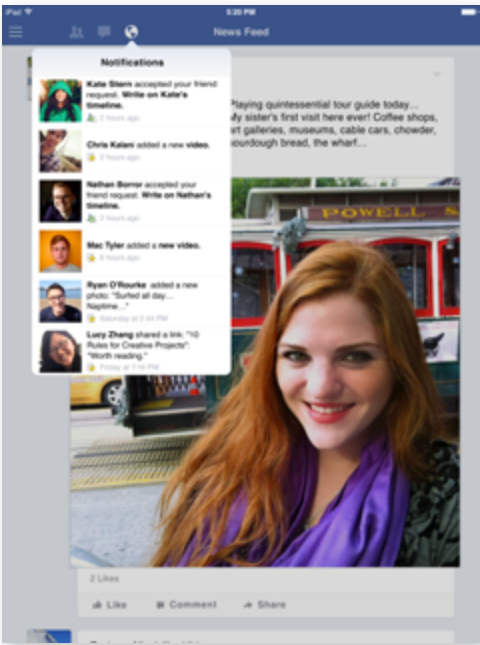 iPad 5:20 PM
News Feed
Notifications
Kate Stern accepted your friend
request. Write on Kate's
timeline.
2 hours ago
Chris Kalani added a new video.
Nathan Borror accepted your
friend request. Write on Nathan's
timeline.
hours ago
Mac Tyler added a new video.
hours ago
Ryan O'Rourke added a new
photo: "Surfed all day…
Naptime…"
Saturday at 2:44 PM
Lucy Zhang shared a link: "10
Rules for Creative Projects":
"Worth reading."
Friday at 7:16 PM
Playing quintessential tour guide today…
My sister's first visit here ever! Coffee shops,
art galleries, museums, cable cars, chowder,
sourdough bread, the wharf…
POWELL
2 Likes
Like Comment Share